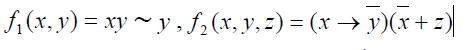 f₁(x, y) = xy ~ y , f₂(x, y, z) = (x → y̅)(x̅ + z)